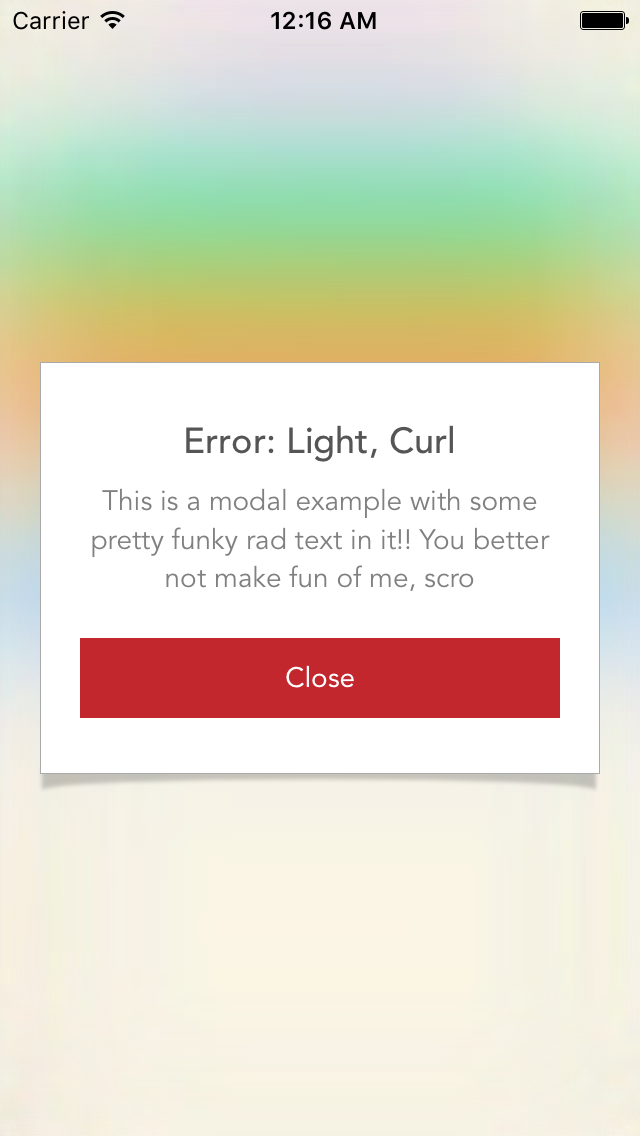 Carrier 12:16 AM
Error: Light, Curl
This is a modal example with some
pretty funky rad text in it!! You better
not make fun of me, scro
Close